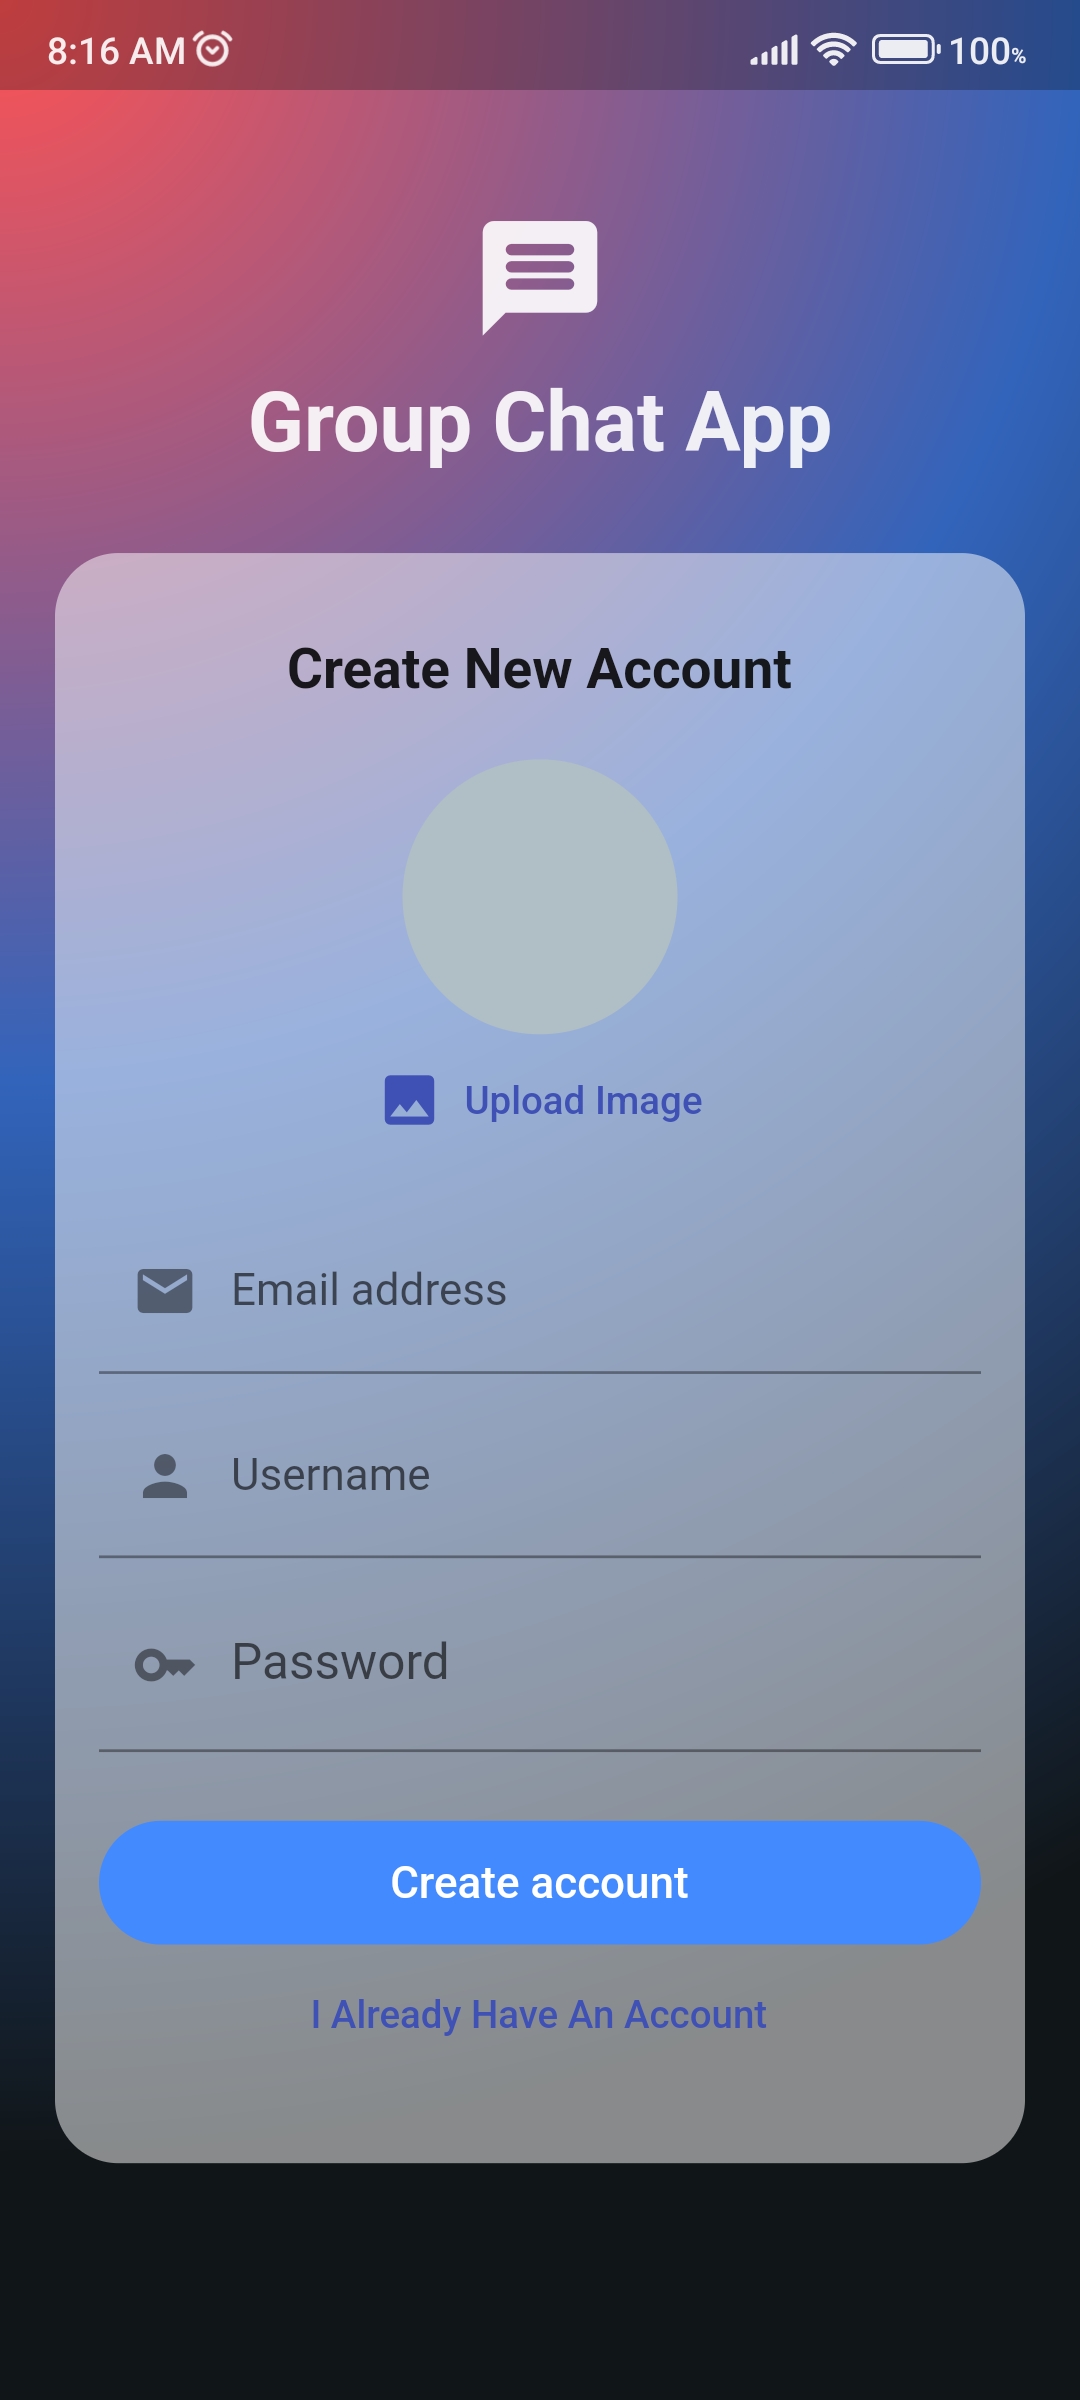 8:16 AM 100%
Group Chat App
Create New Account
Upload Image
Email address
Username
Password
Create account
I Already Have An Account